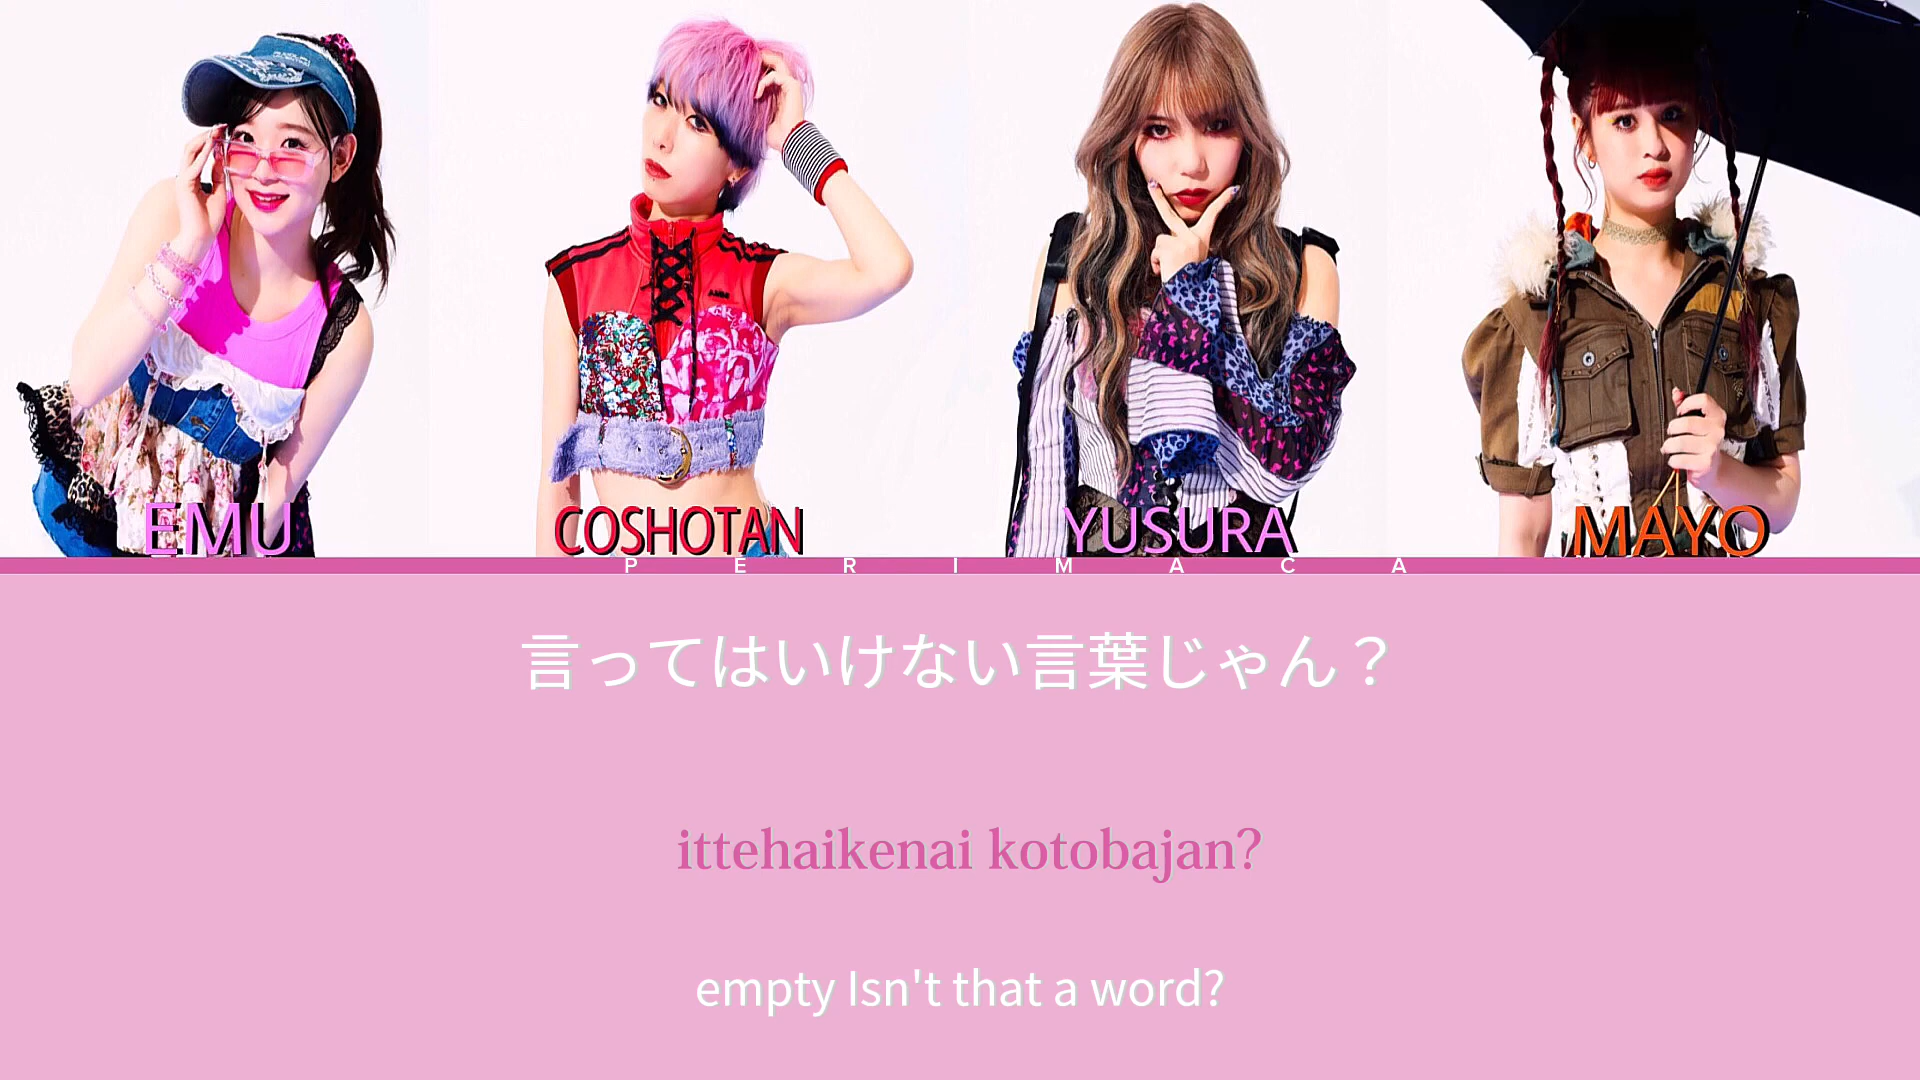 EMU
COSHOTAN
YUSURA
MAYO
PERIMACA
言ってはいけない言葉じゃん？
ittehaikenai kotobajan?
empty Isn't that a word?